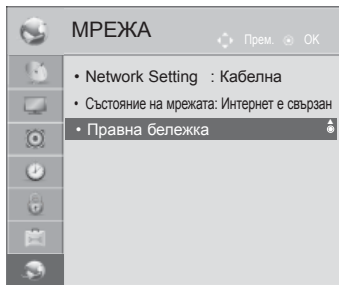 МРЕЖА
Прем. OK
• Network Setting : Кабелна
• Състояние на мрежата: Интернет е свързан
• Правна бележка